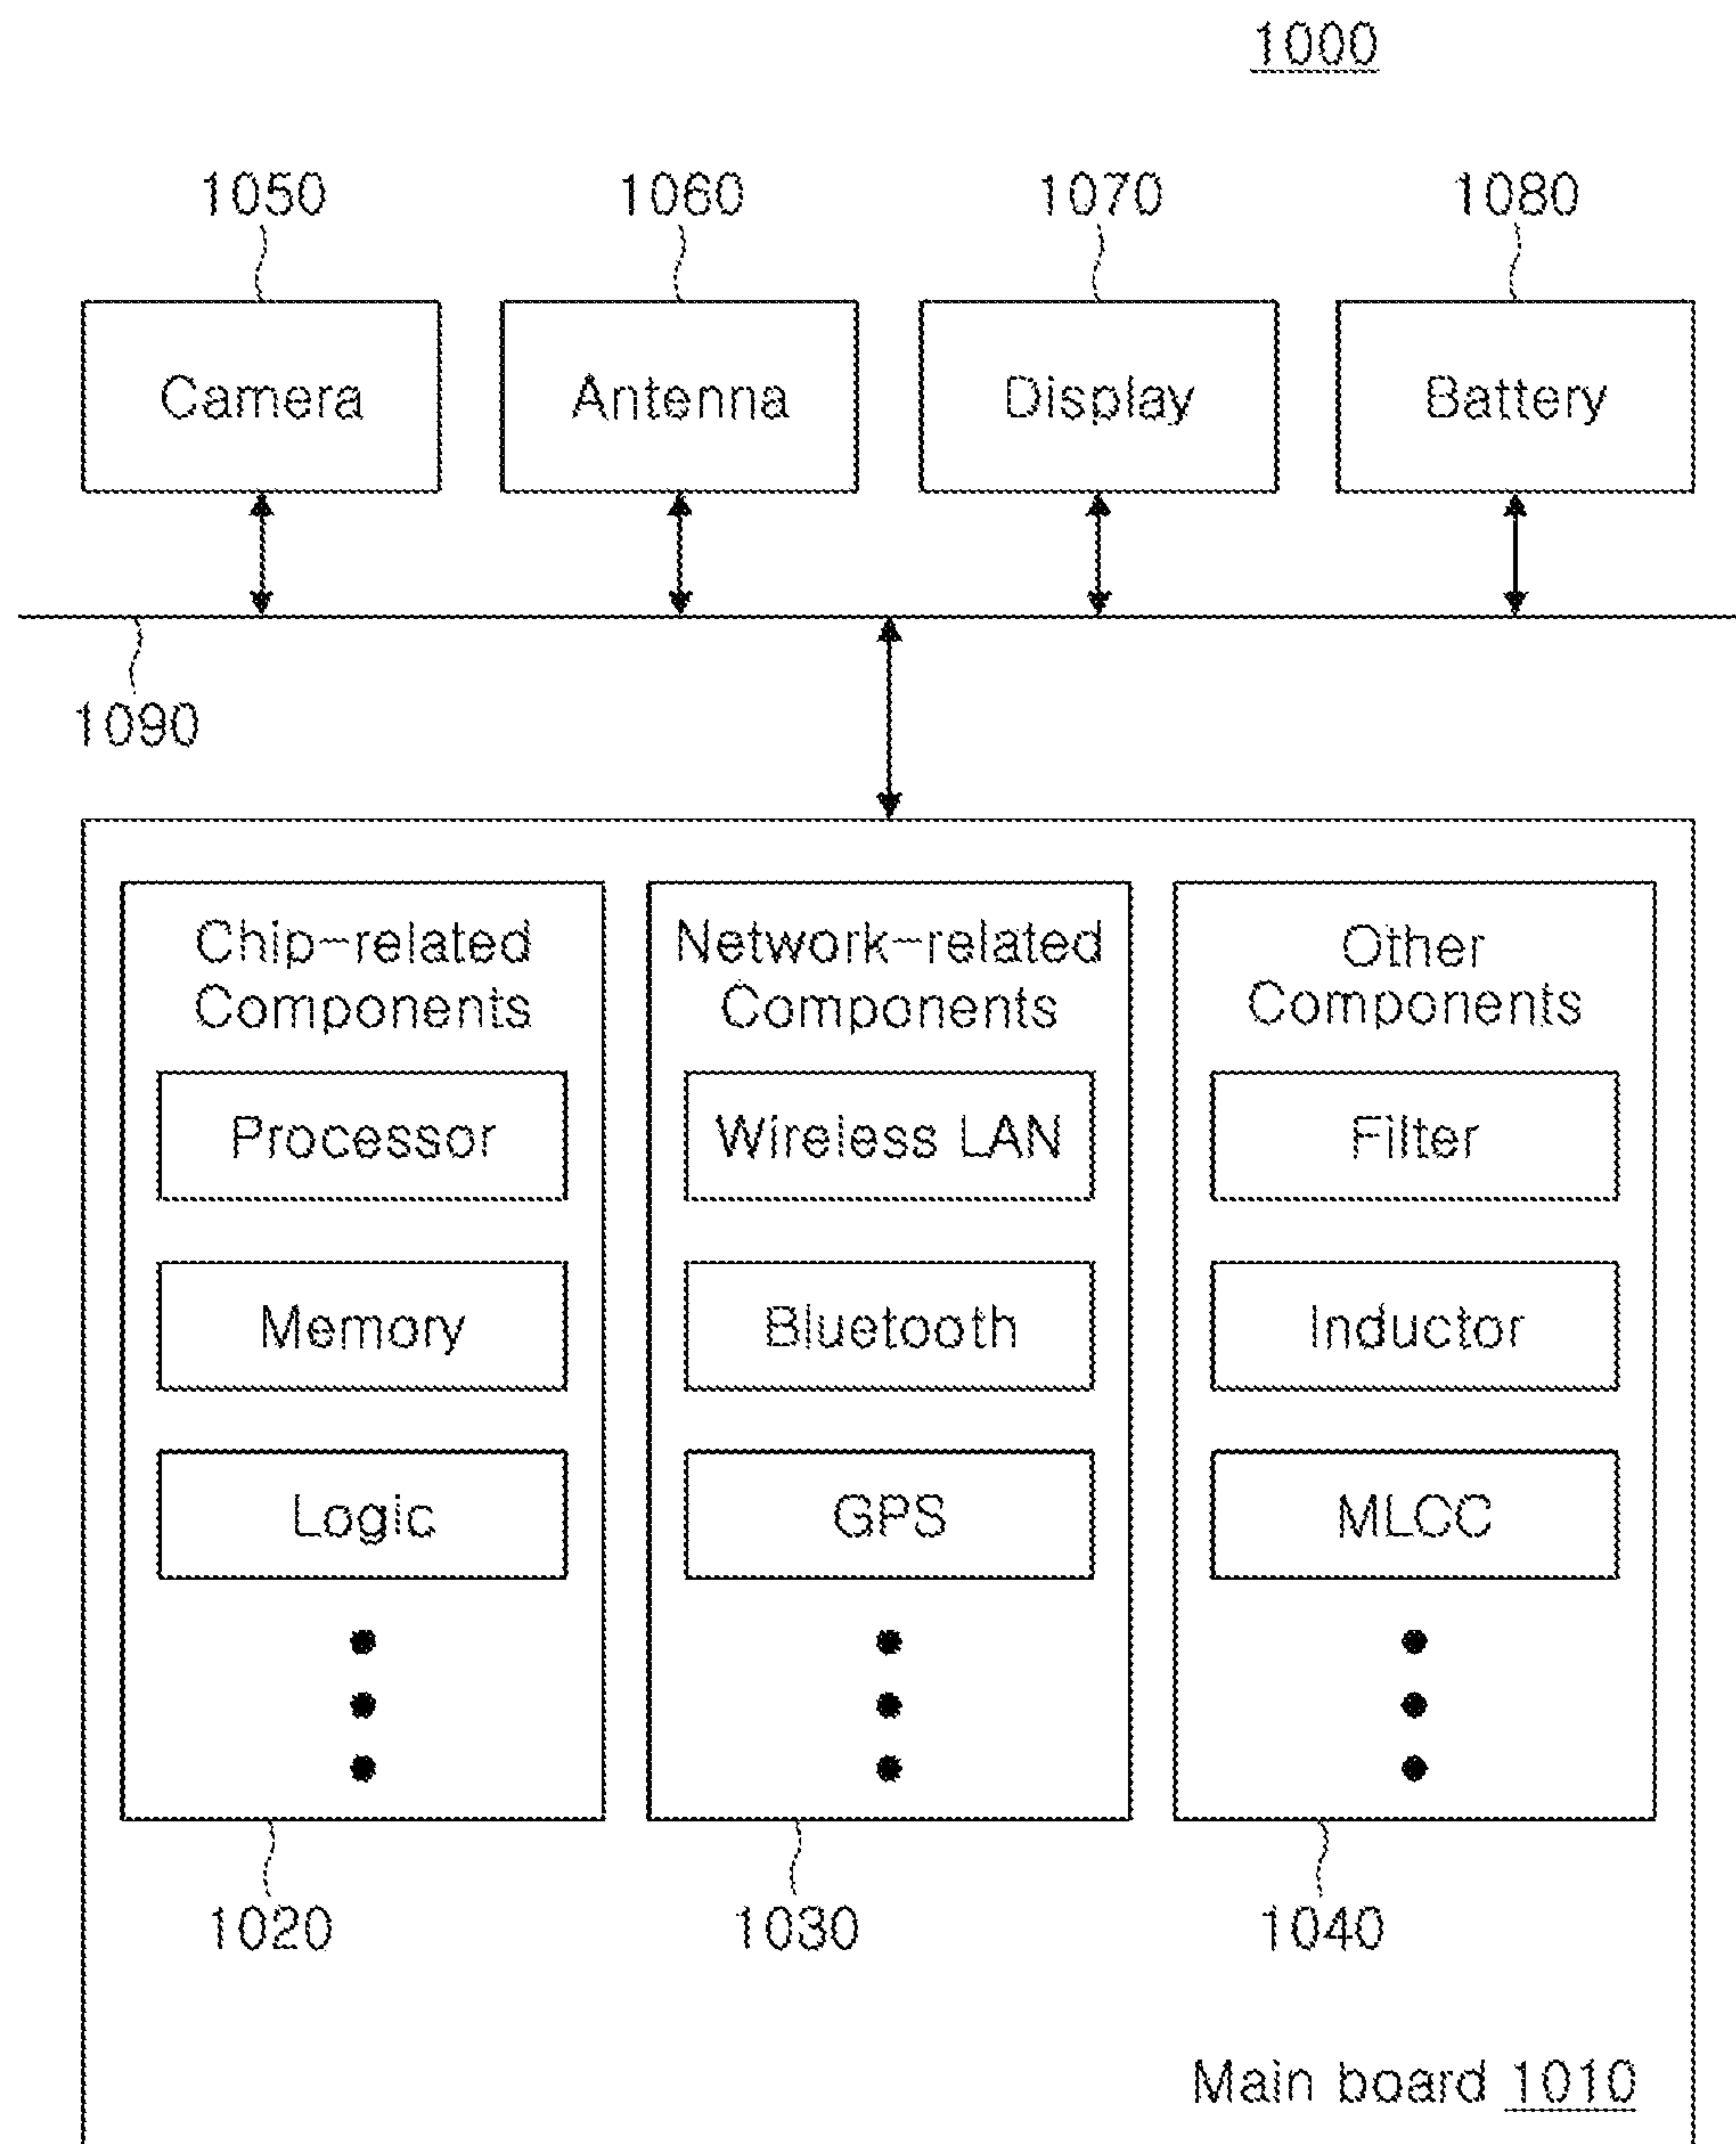 1000
1050 1060 1070 1080
Camera Antenna Display Battery
1090
Chip-related
Components
Processor
Memory
Logic
1020
Network-related
Components
Wireless LAN
Bluetooth
GPS
1030
Other
Components
Filter
Inductor
MLCC
1040
Main board 1010